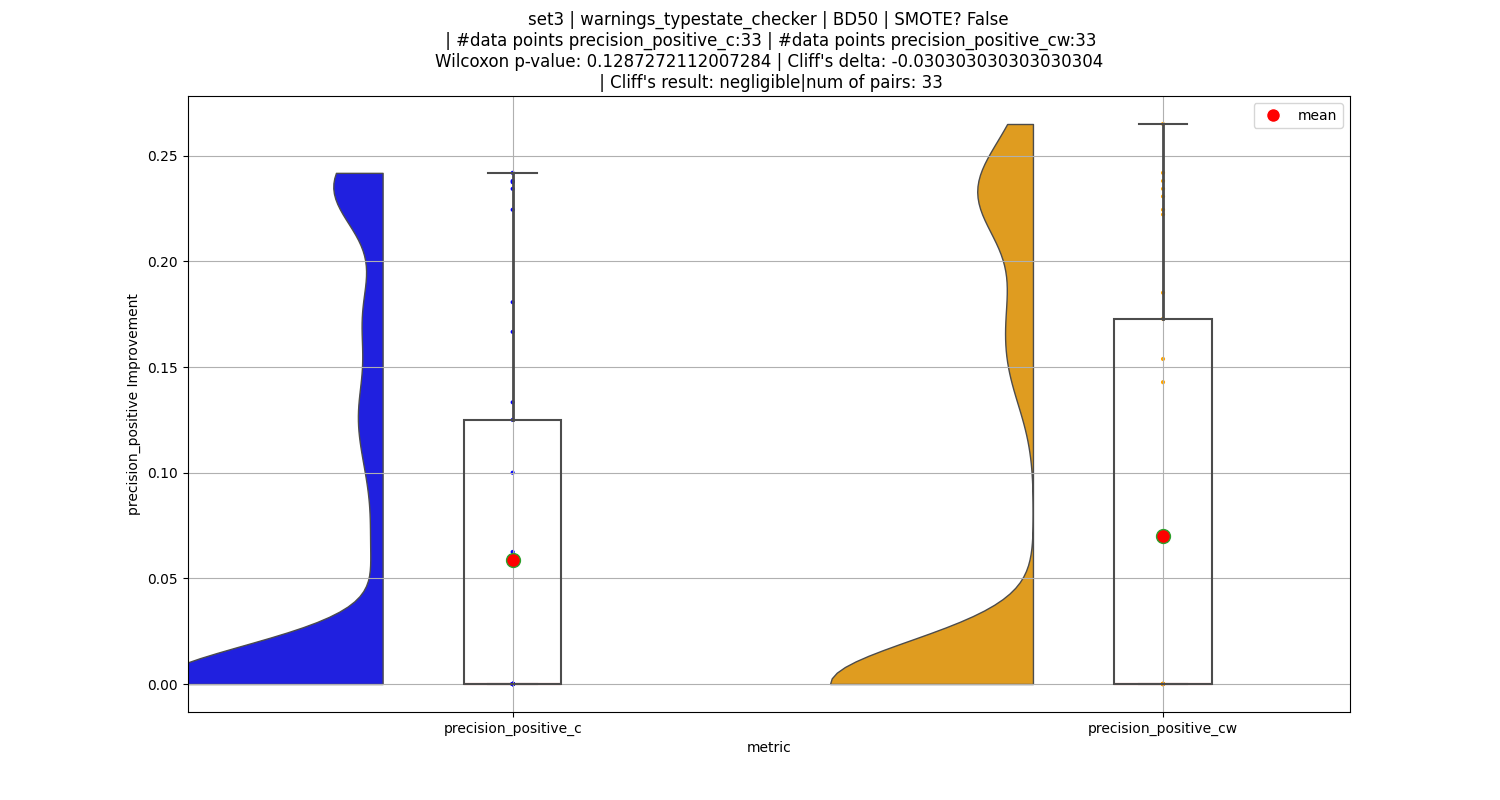 set3 | warnings_typestate_checker | BD50 | SMOTE? False
| #data points precision_positive_c:33 | #data points precision_positive_cw:33
Wilcoxon p-value: 0.1287272112007284 | Cliff's delta: -0.030303030303030304
| Cliff's result: negligible|num of pairs: 33
mean
0.25
0.20
0.15
0.10
0.05
0.00
precision_positive Improvement
precision_positive_c
precision_positive_cw
metric